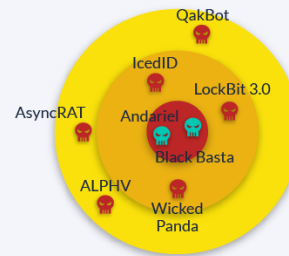 QakBot
IcedID
LockBit 3.0
AsyncRAT
Andariel
Black Basta
ALPHV
Wicked
Panda